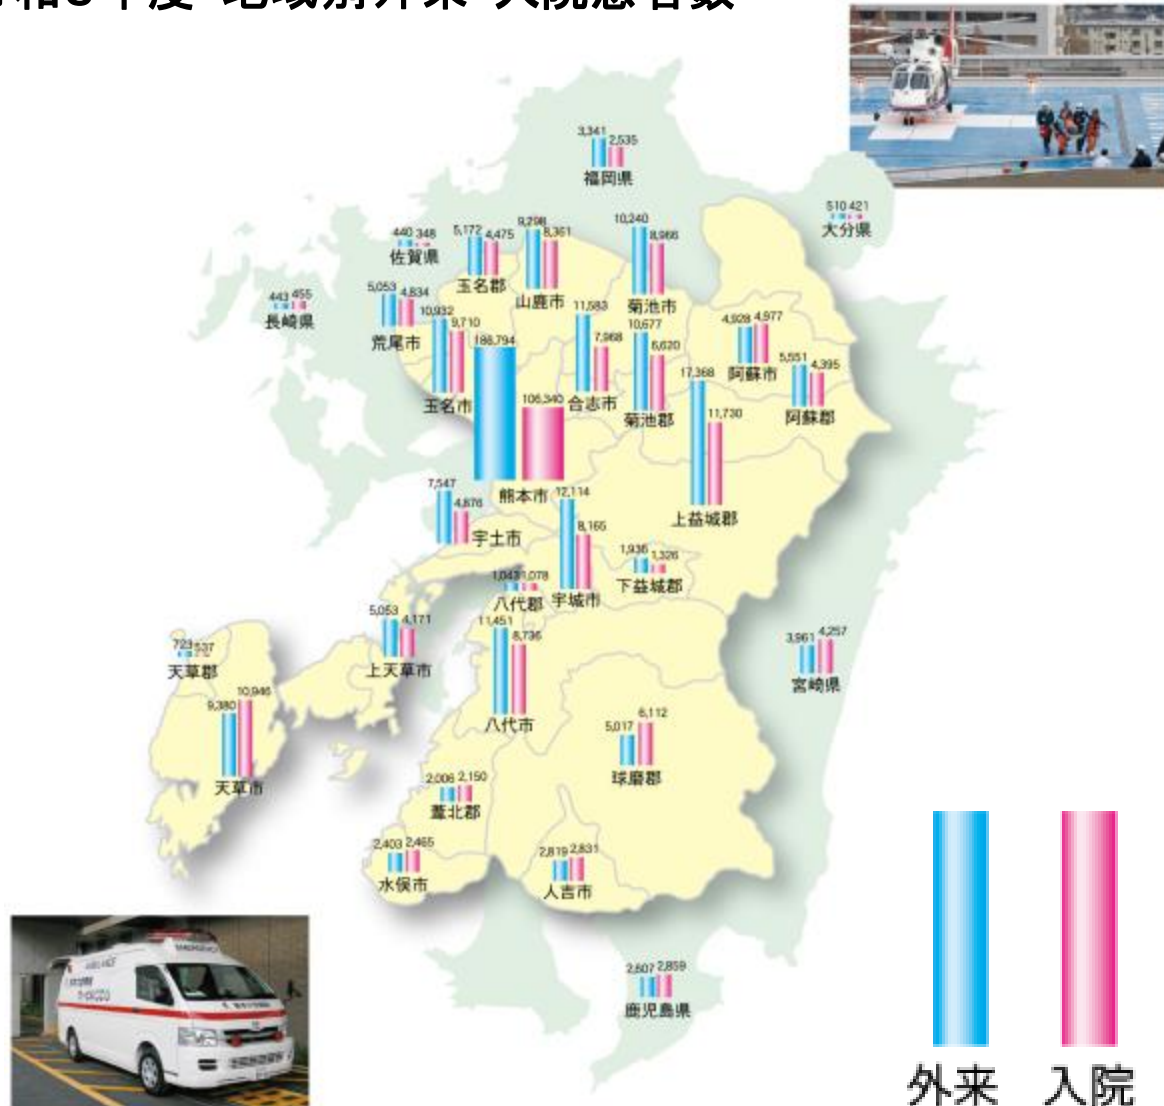 令和3年度 地域別外来・入院患者数
3,341 2,535
福岡県
510 421
大分県
440 348
佐賀県
5,172 4,475
玉名郡
9,298 8,361
山鹿市
10,240 8,966
菊池市
443 455
長崎県
5,053 4,834
荒尾市
10,932 9,710
玉名市
186,794 106,340
熊本市
11,583 7,968
合志市
10,677 6,620
菊池郡
4,928 4,977
阿蘇市
5,551 4,395
阿蘇郡
17,368 11,730
上益城郡
7,547 4,876
宇土市
12,114 8,165
宇城市
1,936 1,326
下益城郡
1,043 1,078
八代郡
11,451 8,736
八代市
5,053 4,171
上天草市
723 537
天草郡
9,380 10,946
天草市
3,961 4,257
宮崎県
5,017 6,112
球磨郡
2,006 2,150
葦北郡
2,403 2,465
水俣市
2,819 2,831
人吉市
2,607 2,859
鹿児島県
外来 入院